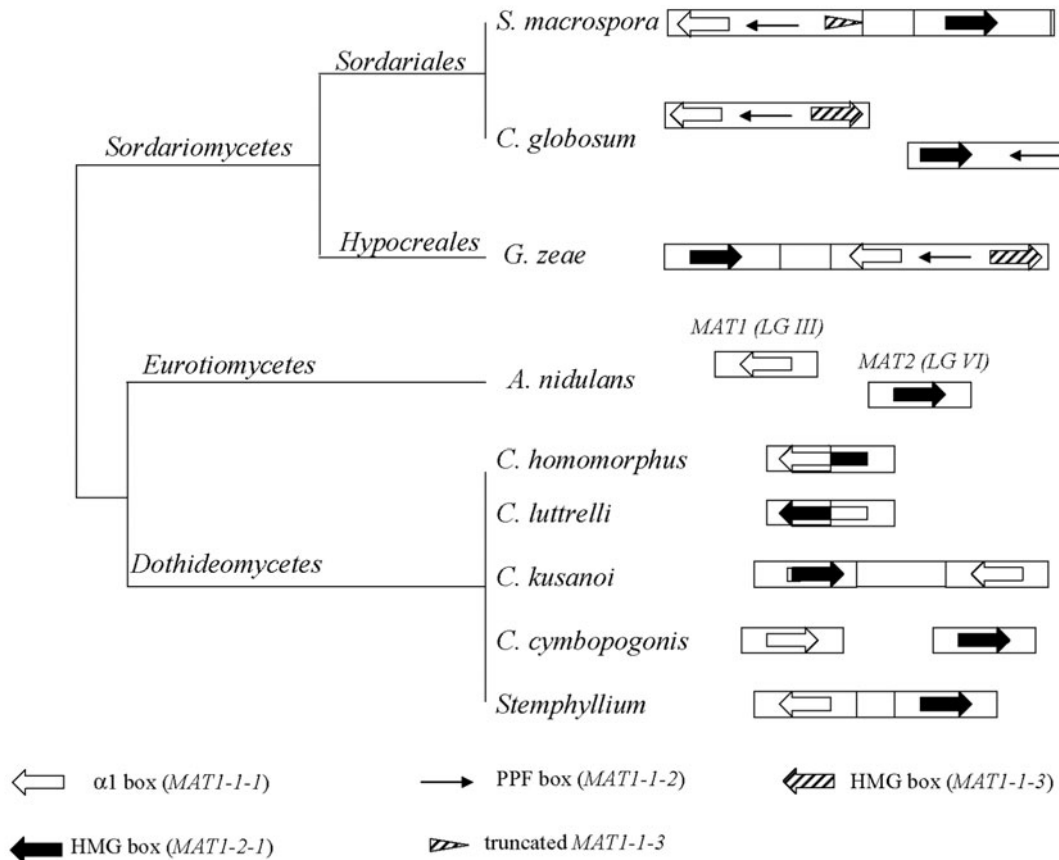 S. macrospora
Sordariales
C. globosum
Sordariomycetes
Hypocreales
G. zeae
MAT1 (LG III)
Eurotiomycetes
MAT2 (LG VI)
A. nidulans
C. homomorphus
C. luttrelli
Dothideomycetes
C. kusanoi
C. cymbopogonis
Stemphyllium
α1 box (MAT1-1-1)
PPF box (MAT1-1-2)
HMG box (MAT1-1-3)
HMG box (MAT1-2-1)
truncated MAT1-1-3